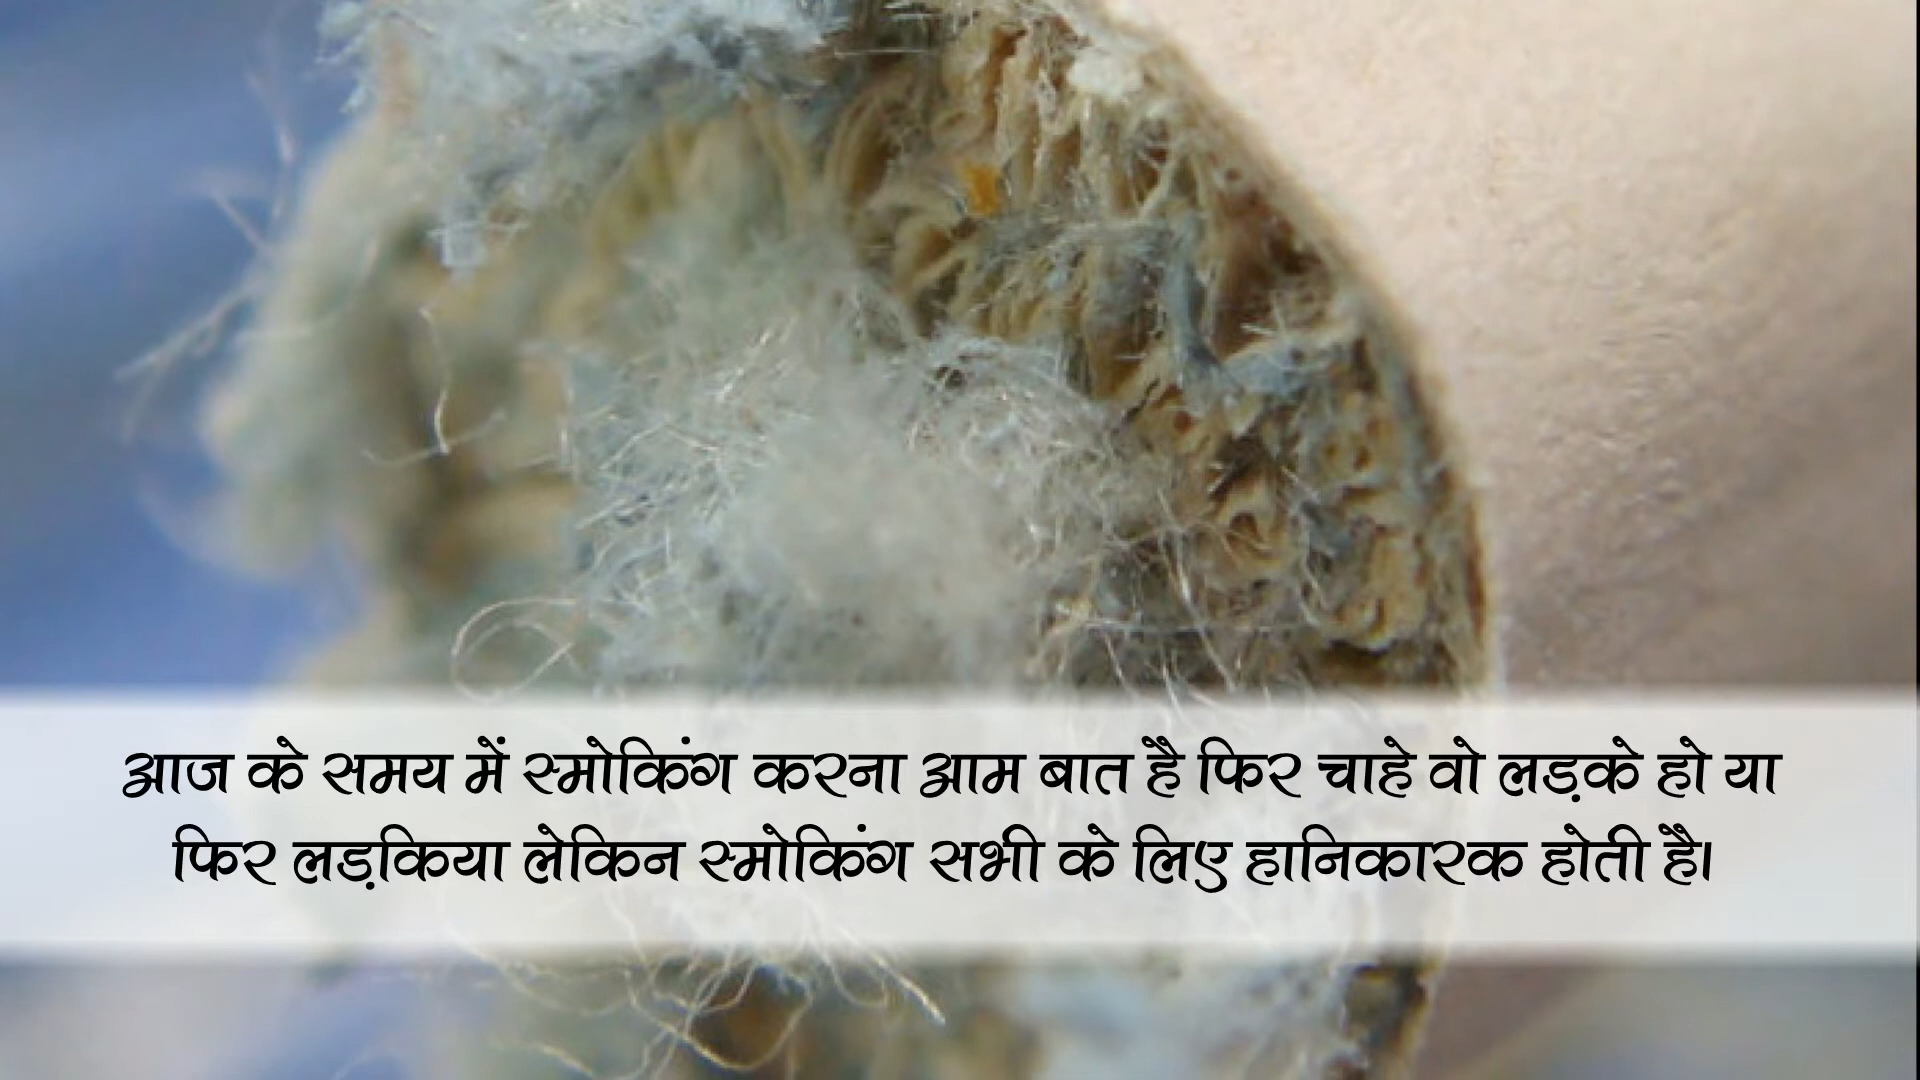 आज के समय में स्मोकिंग करना आम बात है फिर चाहे वो लड़के हो या
फिर लड़किया लेकिन स्मोकिंग सभी के लिए हानिकारक होती है।